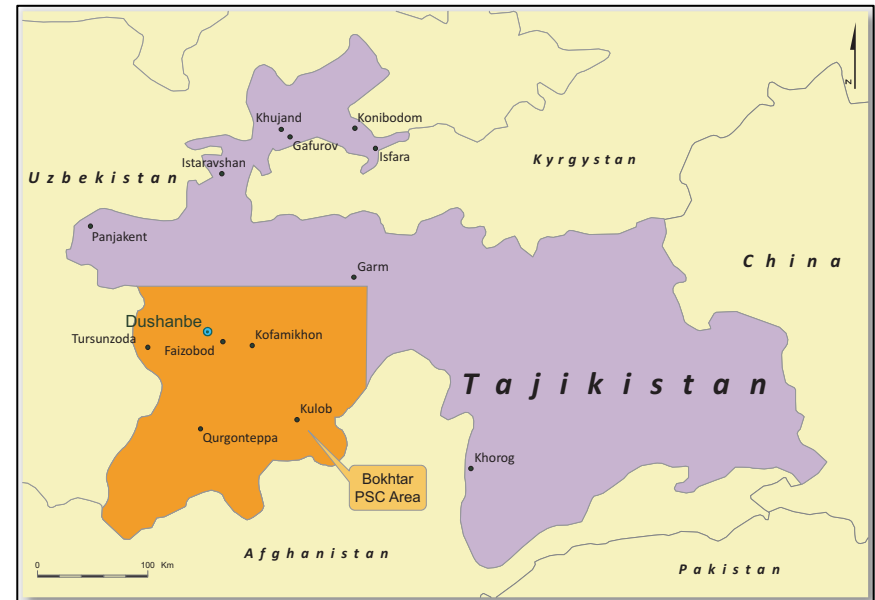 N
Khujand
Konibodom
Gafurov
Isfara
Kyrgystan
Istaravshan
Uzbekistan
Panjakent
China
Garm
Dushanbe
Tursunzoda
Faizobod
Kofamikhon
Tajikistan
Kulob
Qurgonteppa
Khorog
Bokhtar
PSC Area
Afghanistan
Pakistan
0 100 Km